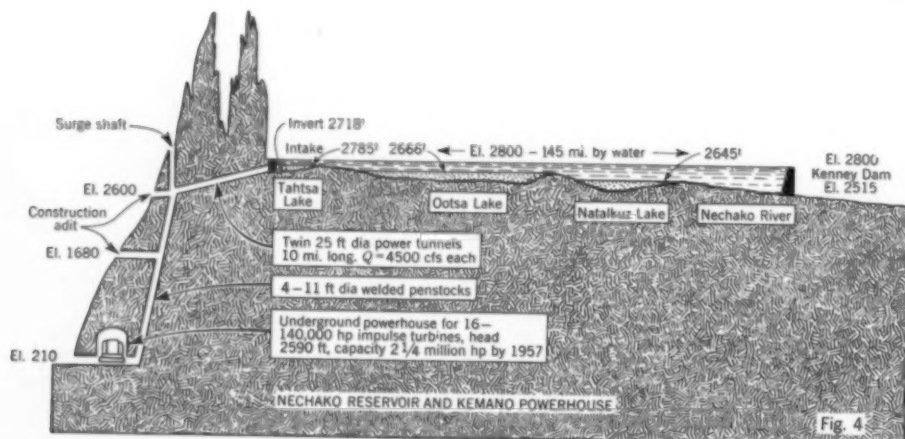 Surge shaft
Invert 2718'
Intake 2785' 2666' El. 2800 – 145 mi. by water 2645'
El. 2800
Kenney Dam
El. 2515
El. 2600
Tahtsa
Lake
Ootsa Lake
Natalkuz Lake
Nechako River
Construction
adit
El. 1680
Twin 25 ft dia power tunnels
10 mi. long. Q = 4500 cfs each
4 – 11 ft dia welded penstocks
Underground powerhouse for 16 –
140,000 hp impulse turbines, head
2590 ft, capacity 2 1/4 million hp by 1957
El. 210
NECHAKO RESERVOIR AND KEMANO POWERHOUSE
Fig. 4